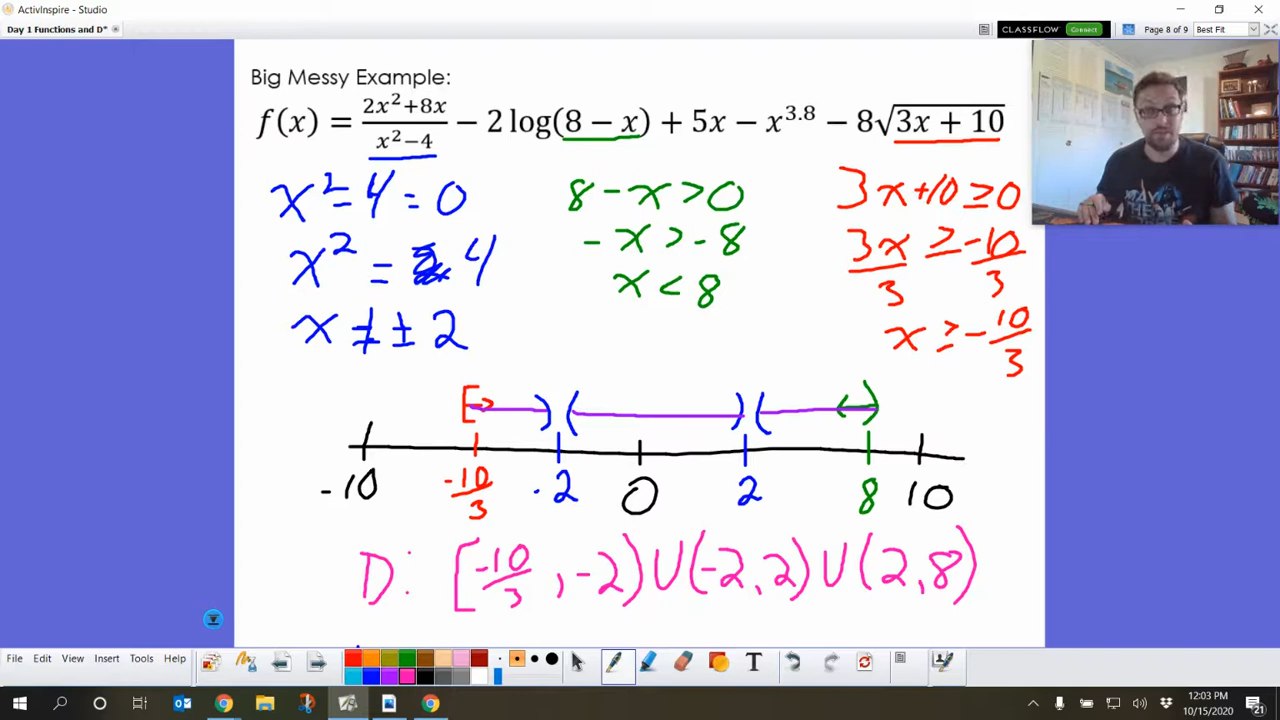 ActivInspire - Studio
Day 1 Functions and D*
CLASSFLOW Connect
Page 8 of 9
Best Fit
Big Messy Example:
f(x) = (2x²+8x)/(x²−4) − 2 log(8 − x) + 5x − x^3.8 − 8√(3x + 10)
x² - 4 = 0
x² = 4
x ≠ ± 2
8 - x > 0
- x > -8
x < 8
3x + 10 ≥ 0
3x/3 ≥ -10/3
x ≥ -10/3
[ ) ( ) ( )
-10 -10/3 -2 0 2 8 10
D: [-10/3, -2) U (-2, 2) U (2, 8)
File Edit View Insert Tools Help
12:03 PM
10/15/2020
21